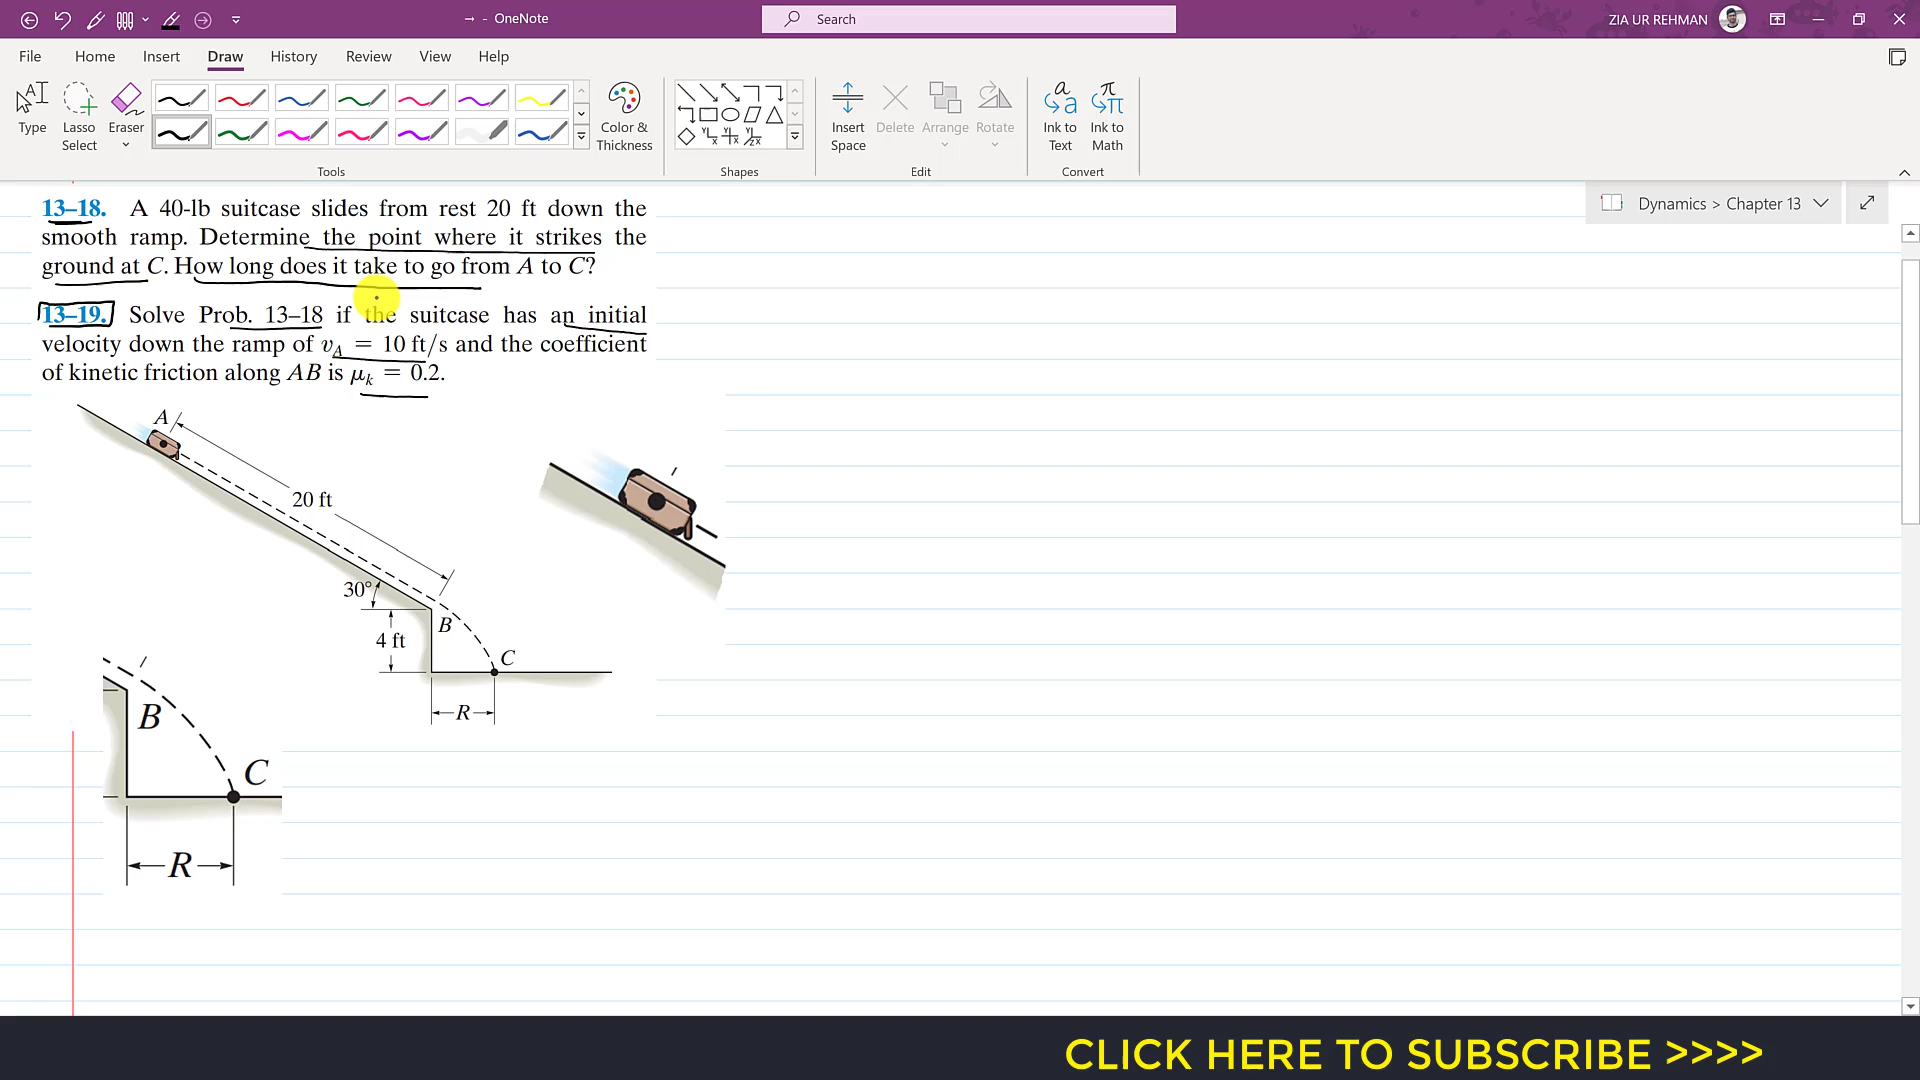 → - OneNote
Search
ZIA UR REHMAN
File Home Insert Draw History Review View Help
Type
Lasso Select
Eraser
Color & Thickness
Insert Space
Delete
Arrange
Rotate
Ink to Text
Ink to Math
Tools
Shapes
Edit
Convert
Dynamics > Chapter 13
13–18. A 40-lb suitcase slides from rest 20 ft down the
smooth ramp. Determine the point where it strikes the
ground at C. How long does it take to go from A to C?
13–19. Solve Prob. 13–18 if the suitcase has an initial
velocity down the ramp of vA = 10 ft/s and the coefficient
of kinetic friction along AB is μk = 0.2.
A
20 ft
30°
B
4 ft
C
R
B
C
R
CLICK HERE TO SUBSCRIBE >>>>